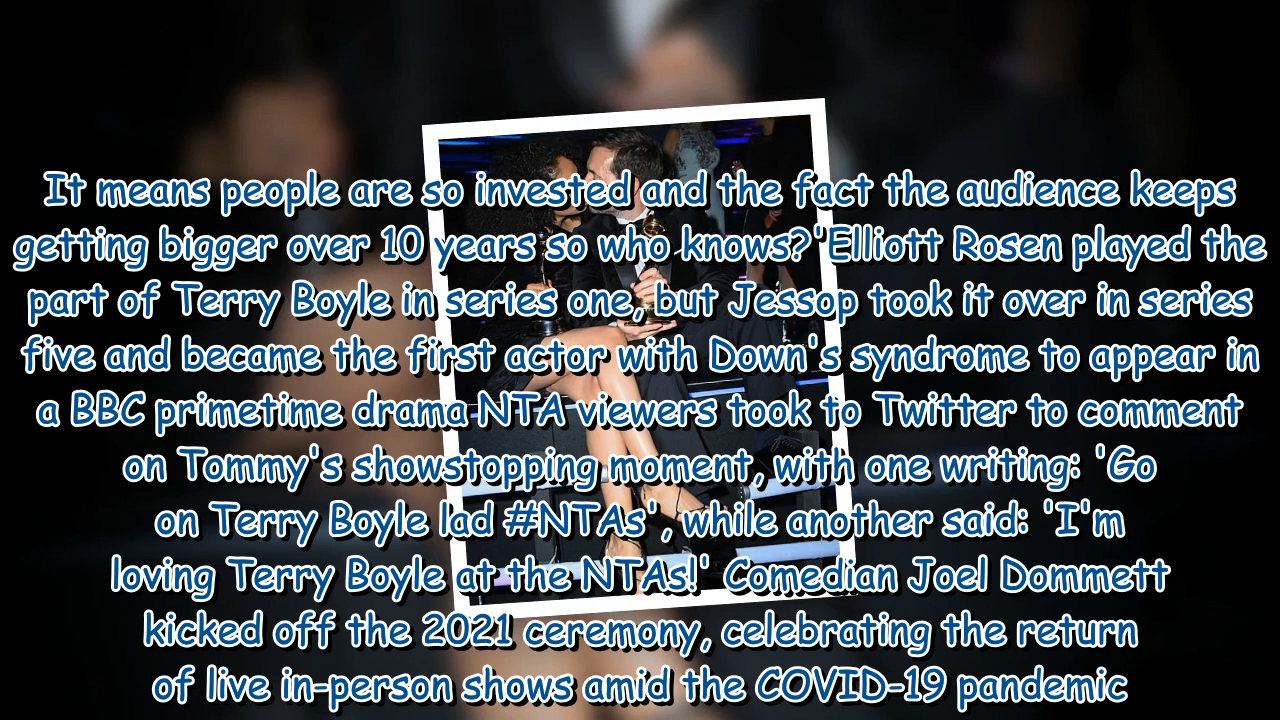 It means people are so invested and the fact the audience keeps
getting bigger over 10 years so who knows?'Elliott Rosen played the
part of Terry Boyle in series one, but Jessop took it over in series
five and became the first actor with Down's syndrome to appear in
a BBC primetime drama NTA viewers took to Twitter to comment
on Tommy's showstopping moment, with one writing: 'Go
on Terry Boyle lad #NTAs', while another said: 'I'm
loving Terry Boyle at the NTAs!' Comedian Joel Dommett
kicked off the 2021 ceremony, celebrating the return
of live in-person shows amid the COVID-19 pandemic